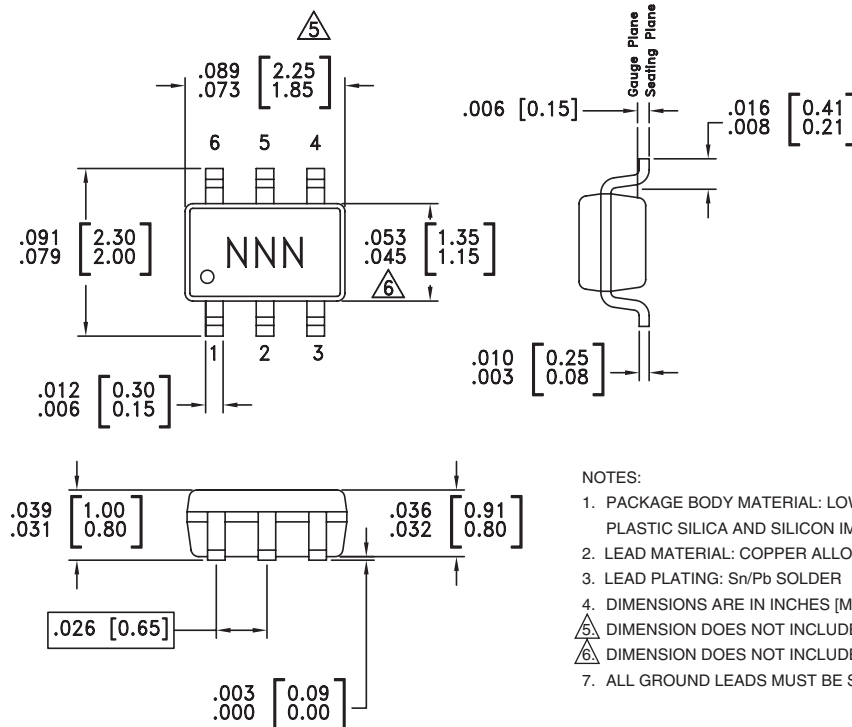 5
.089 [2.25]
.073 [1.85]
6 5 4
.091 [2.30]
.079 [2.00]
NNN
.053 [1.35]
.045 [1.15]
6
1 2 3
.012 [0.30]
.006 [0.15]
Gauge Plane
Seating Plane
.006 [0.15]
.016 [0.41]
.008 [0.21]
.010 [0.25]
.003 [0.08]
.039 [1.00]
.031 [0.80]
.036 [0.91]
.032 [0.80]
.026 [0.65]
.003 [0.09]
.000 [0.00]
NOTES:
1. PACKAGE BODY MATERIAL:
PLASTIC SILICA AND SILICON
2. LEAD MATERIAL: COPPER
3. LEAD PLATING: Sn/Pb SOLDER
4. DIMENSIONS ARE IN INCHES
5. DIMENSION DOES NOT
6. DIMENSION DOES NOT
7. ALL GROUND LEADS MUST BE